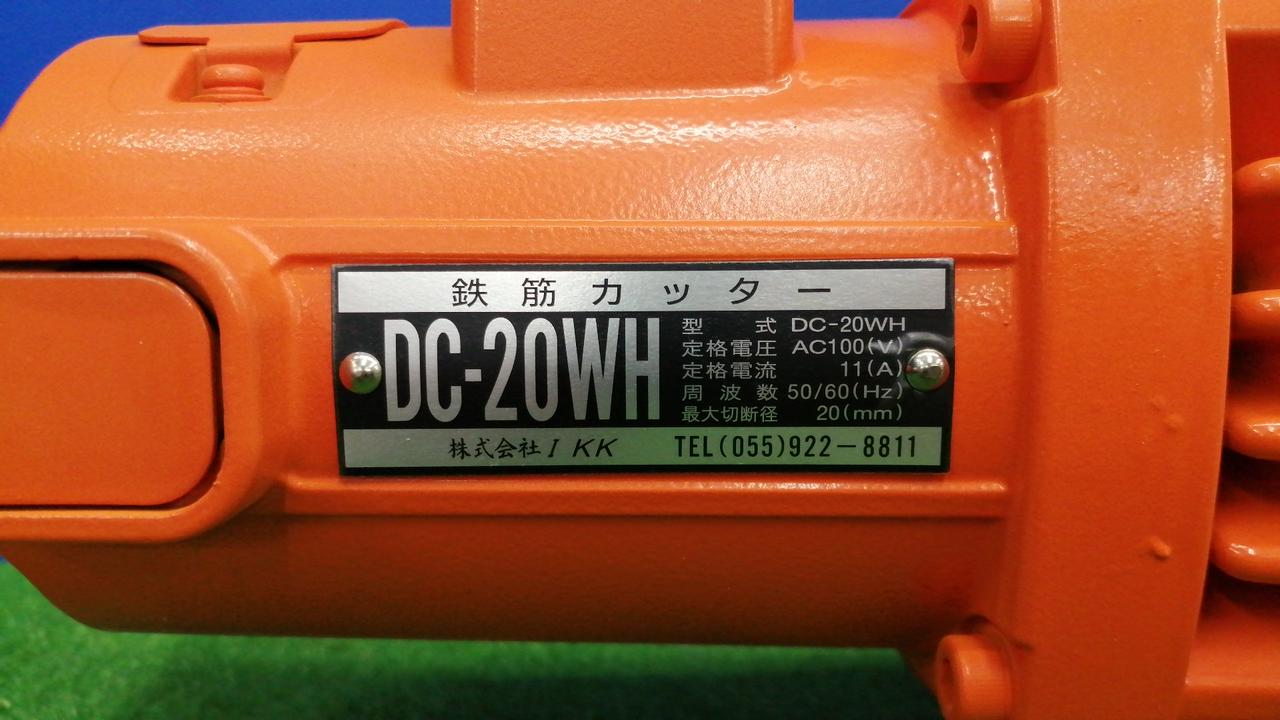 鉄筋カッター
DC-20WH
型式 DC-20WH
定格電圧 AC100(V)
定格電流 11(A)
周波数 50/60(Hz)
最大切断径 20(mm)
株式会社IKK TEL(055)922-8811